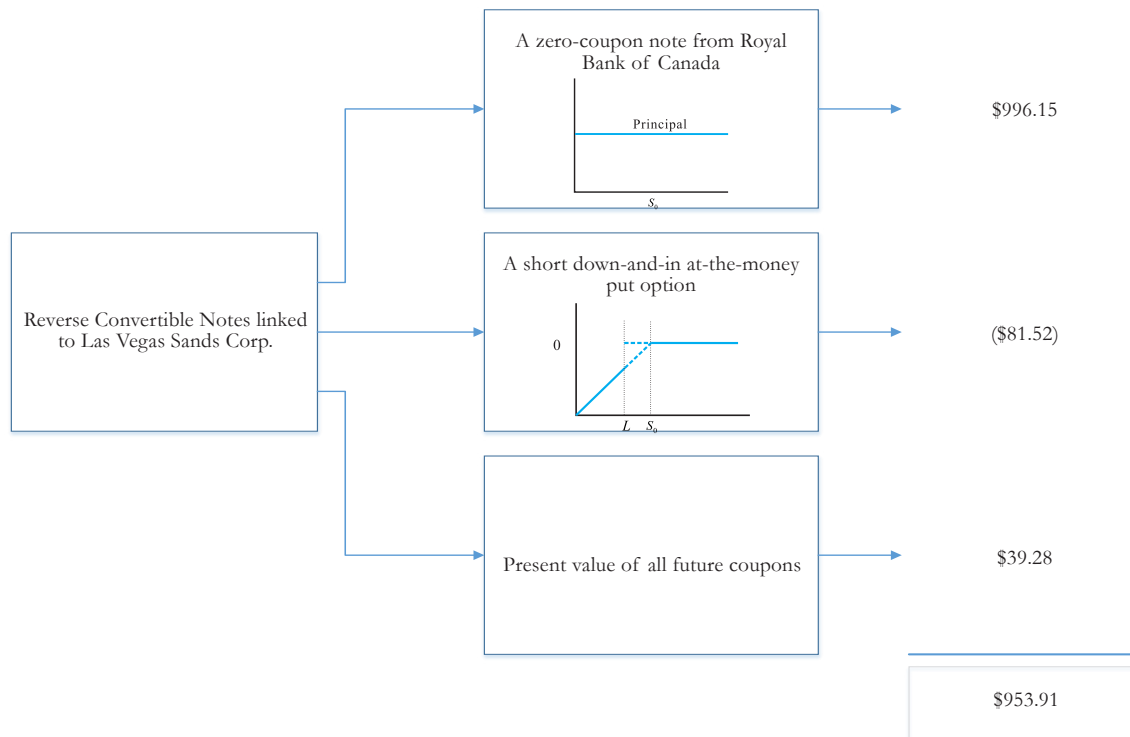 A zero-coupon note from Royal
Bank of Canada
Principal
S₀
$996.15
Reverse Convertible Notes linked
to Las Vegas Sands Corp.
A short down-and-in at-the-money
put option
0
L S₀
($81.52)
Present value of all future coupons
$39.28
$953.91